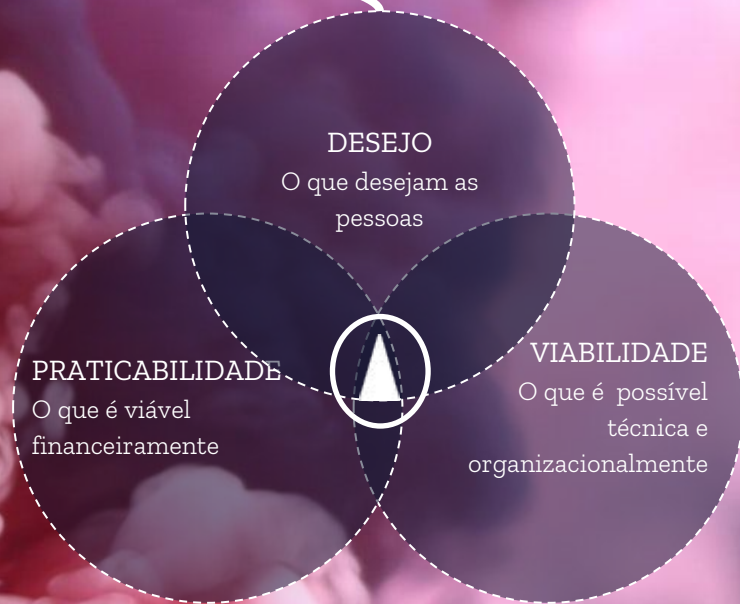 DESEJO
O que desejam as
pessoas
PRATICABILIDADE
O que é viável
financeiramente
VIABILIDADE
O que é possível
técnica e
organizacionalmente